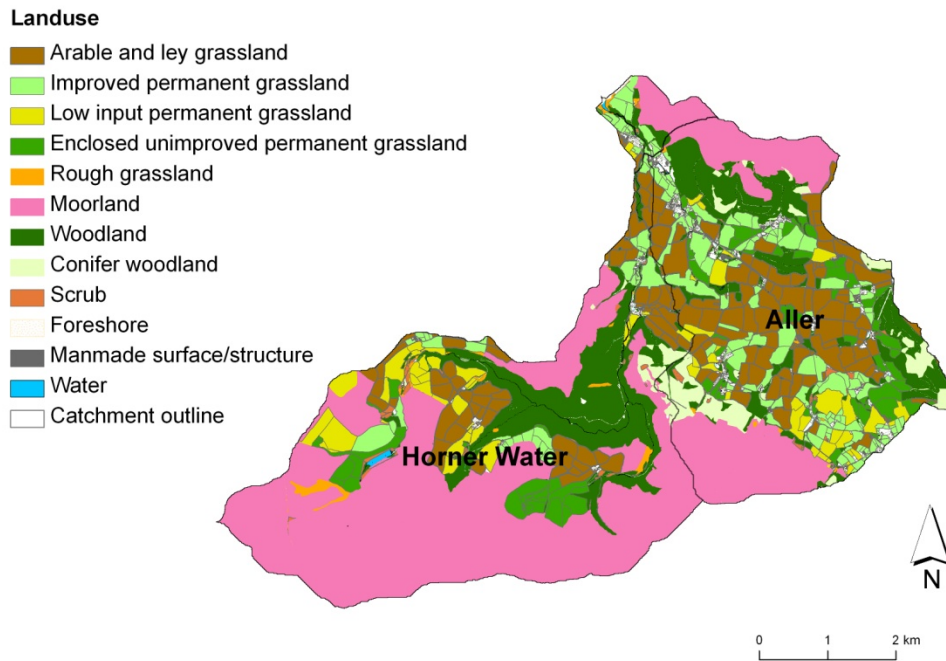 Landuse
Arable and ley grassland
Improved permanent grassland
Low input permanent grassland
Enclosed unimproved permanent grassland
Rough grassland
Moorland
Woodland
Conifer woodland
Scrub
Foreshore
Manmade surface/structure
Water
Catchment outline
Aller
Horner Water
N
0 1 2 km